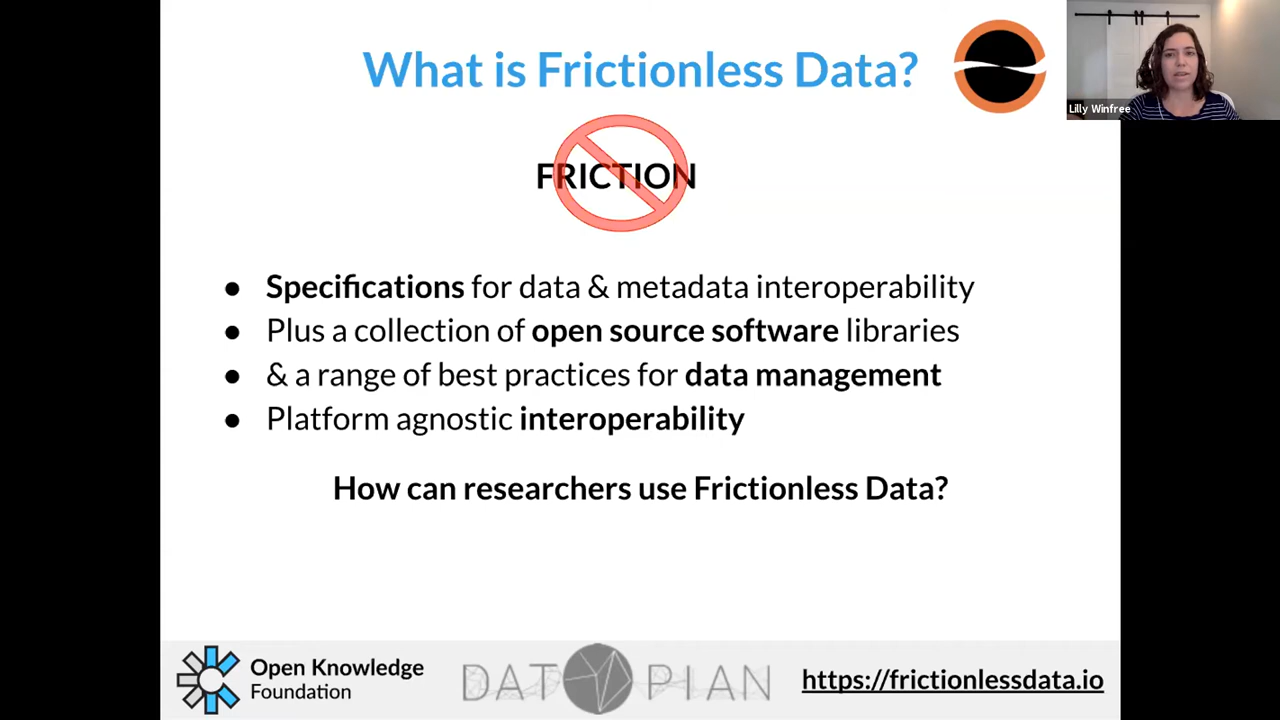 What is Frictionless Data?
Lilly Winfree
FRICTION
● Specifications for data & metadata interoperability
● Plus a collection of open source software libraries
● & a range of best practices for data management
● Platform agnostic interoperability
How can researchers use Frictionless Data?
Open Knowledge
Foundation
DATOPIAN
https://frictionlessdata.io